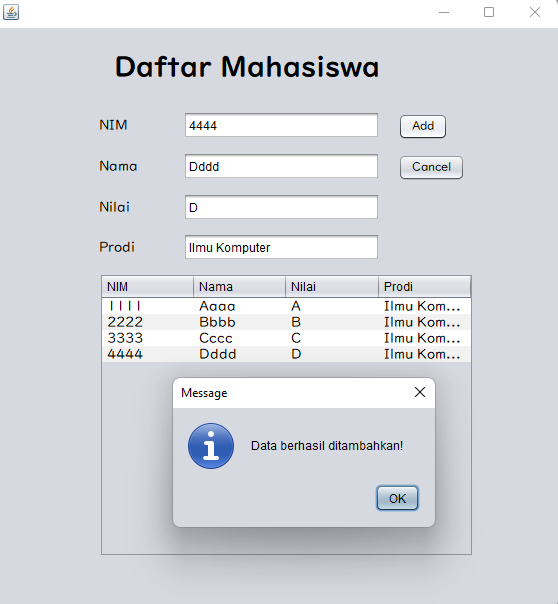 Daftar Mahasiswa
NIM 4444 Add
Nama Dddd Cancel
Nilai D
Prodi Ilmu Komputer
NIM Nama Nilai Prodi
1111 Aaaa A Ilmu Kom...
2222 Bbbb B Ilmu Kom...
3333 Cccc C Ilmu Kom...
4444 Dddd D Ilmu Kom...
Message
Data berhasil ditambahkan!
OK